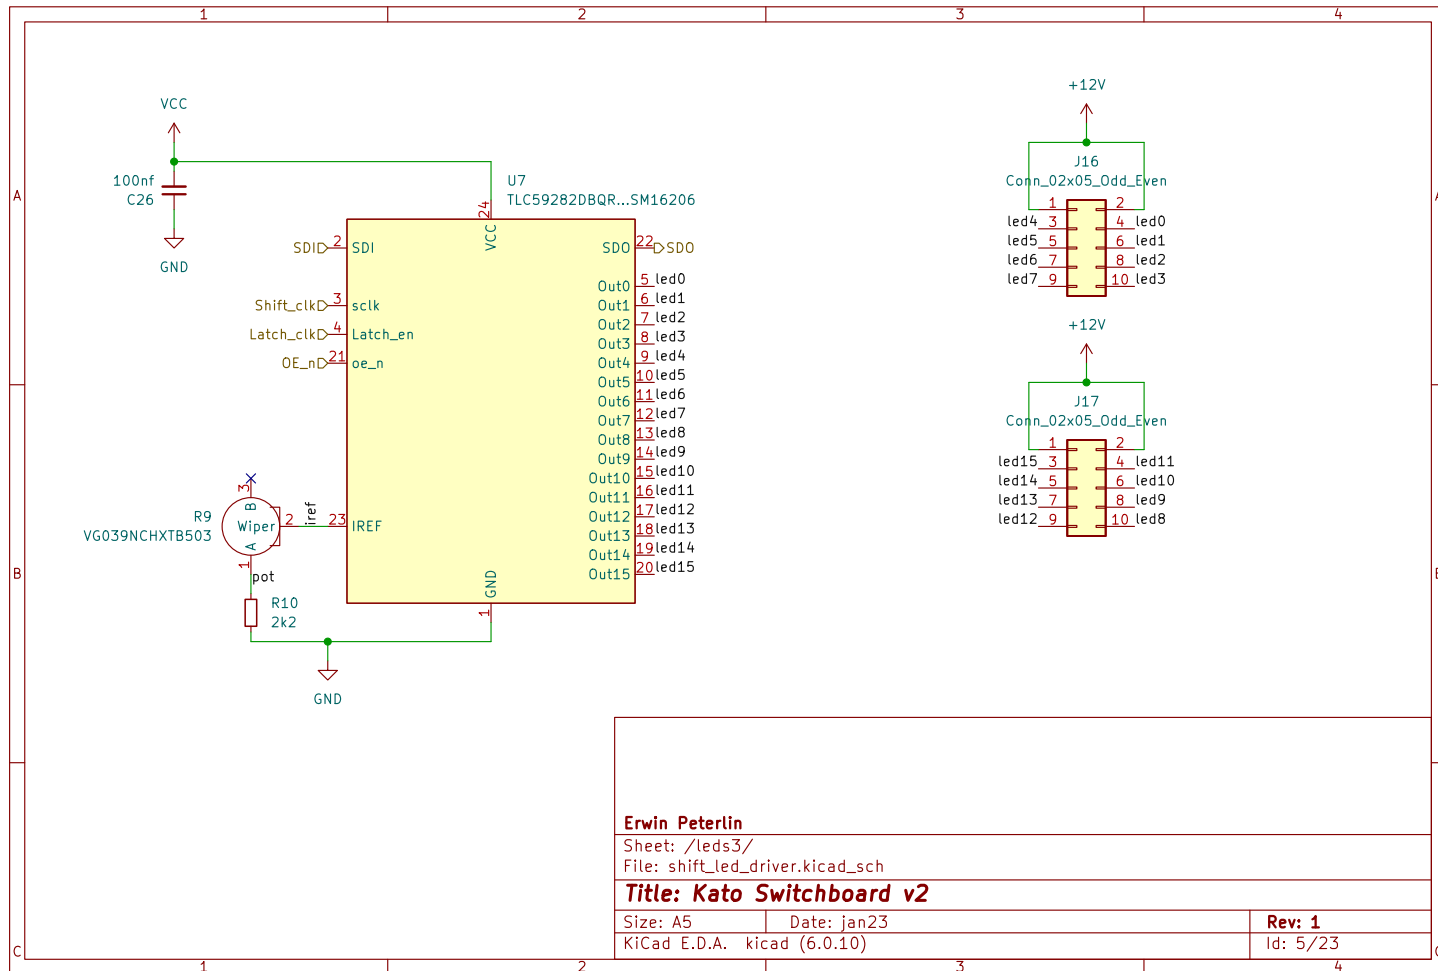 1 2 3 4
A
B
C
A
B
C
1 2 3 4
VCC
100nf
C26
GND
U7
TLC59282DBQR...SM16206
24
VCC
SDI 2 SDI
Shift_clk 3 sclk
Latch_clk 4 Latch_en
OE_n 21 oe_n
SDO 22 SDO
Out0 5 led0
Out1 6 led1
Out2 7 led2
Out3 8 led3
Out4 9 led4
Out5 10 led5
Out6 11 led6
Out7 12 led7
Out8 13 led8
Out9 14 led9
Out10 15 led10
Out11 16 led11
Out12 17 led12
Out13 18 led13
Out14 19 led14
Out15 20 led15
3
B
R9
VG039NCHXTB503
Wiper 2 iref 23 IREF
A
1
pot
R10
2k2
GND
1
GND
+12V
J16
Conn_02x05_Odd_Even
1 2
led4 3 4 led0
led5 5 6 led1
led6 7 8 led2
led7 9 10 led3
+12V
J17
Conn_02x05_Odd_Even
1 2
led15 3 4 led11
led14 5 6 led10
led13 7 8 led9
led12 9 10 led8
Erwin Peterlin
Sheet: /leds3/
File: shift_led_driver.kicad_sch
Title: Kato Switchboard v2
Size: A5 Date: jan23 Rev: 1
KiCad E.D.A. kicad (6.0.10) Id: 5/23